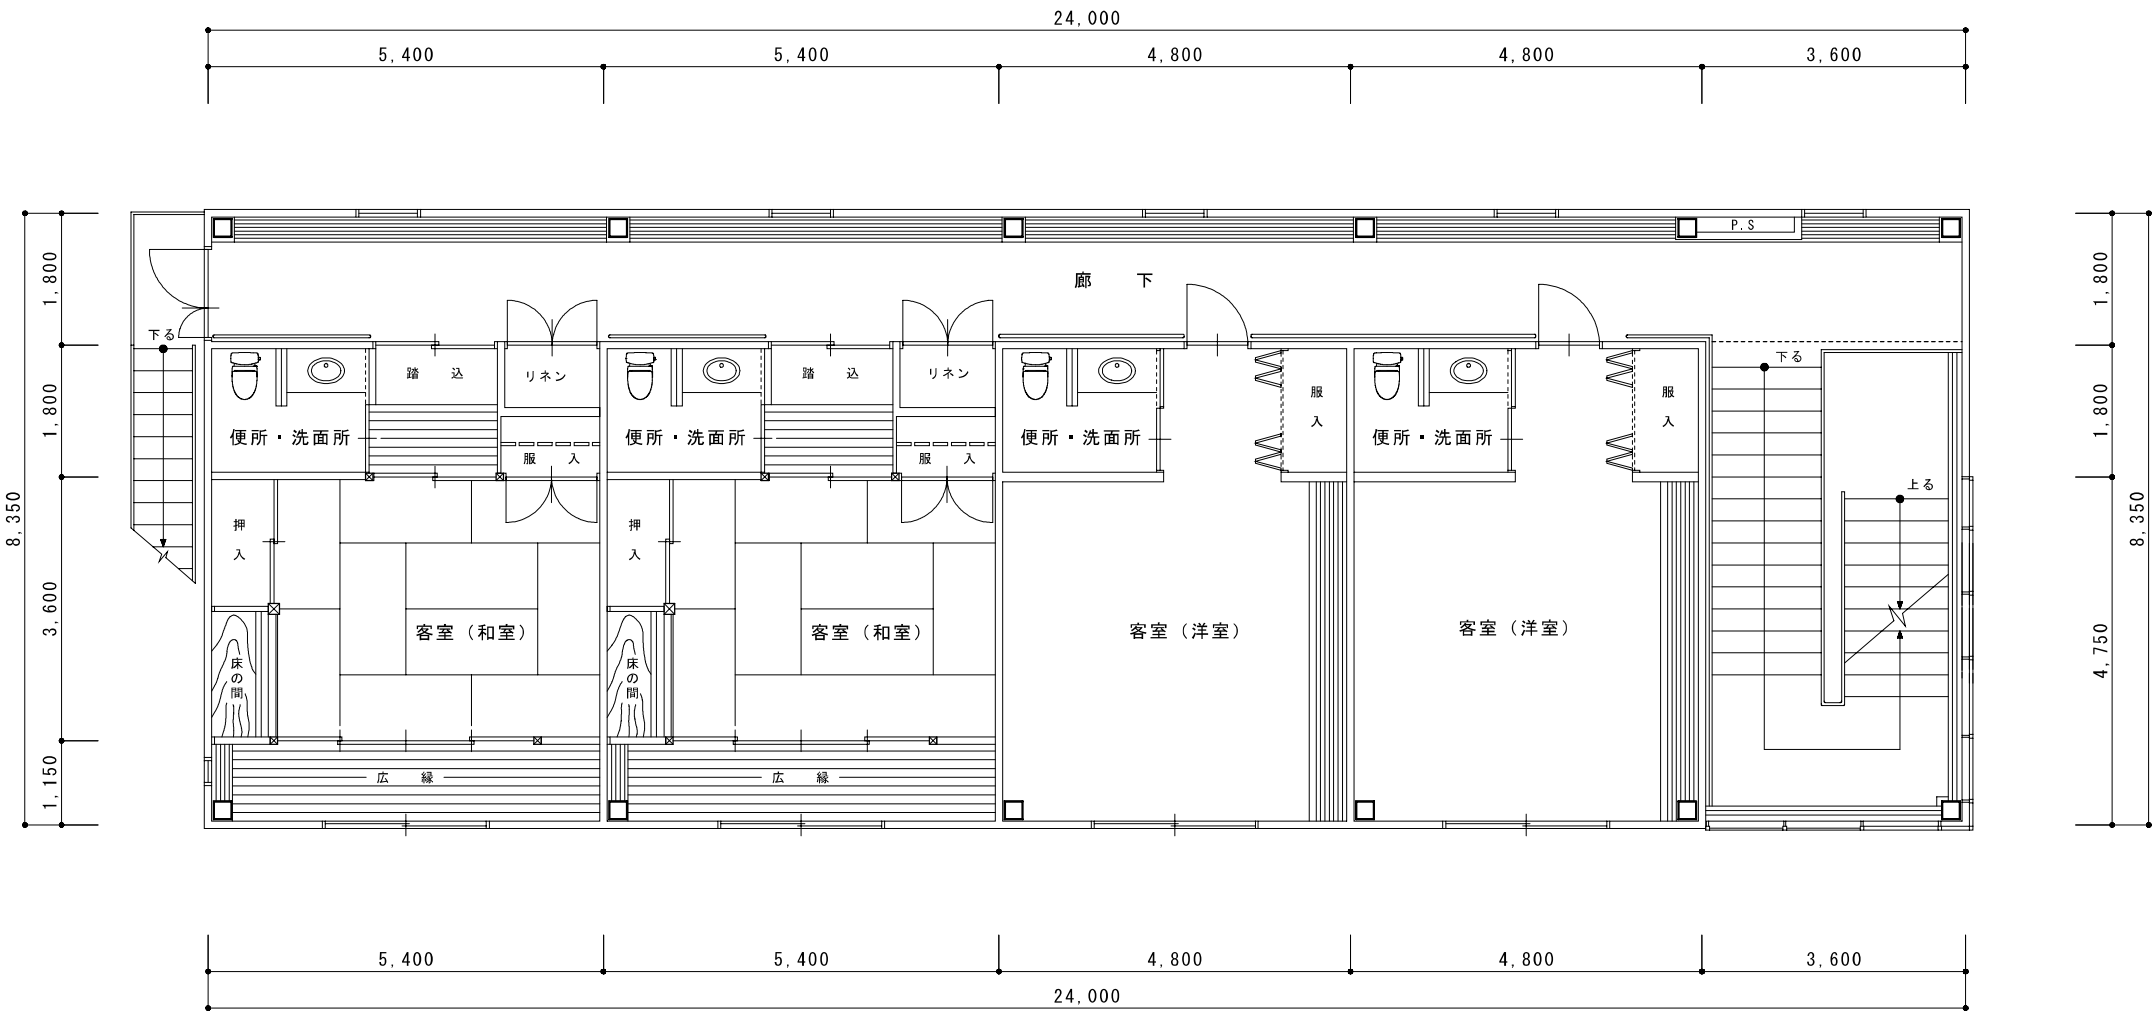 24,000
5,400
5,400
4,800
4,800
3,600
P.S
廊 下
1,800
1,800
3,600
1,150
8,350
1,800
1,800
4,750
8,350
下る
踏 込
リネン
踏 込
リネン
下る
便所・洗面所
便所・洗面所
便所・洗面所
便所・洗面所
服 入
服 入
服入
服入
上る
押入
押入
床の間
床の間
客室（和室）
客室（和室）
客室（洋室）
客室（洋室）
広 縁
広 縁
5,400
5,400
4,800
4,800
3,600
24,000